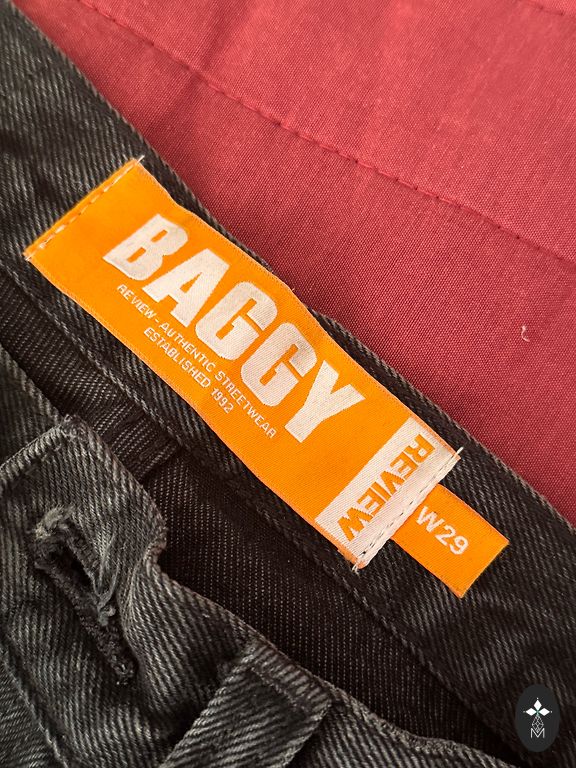 BAGGY
REVIEW-AUTHENTIC STREETWEAR
ESTABLISHED 1992
REVIEW
W29
M